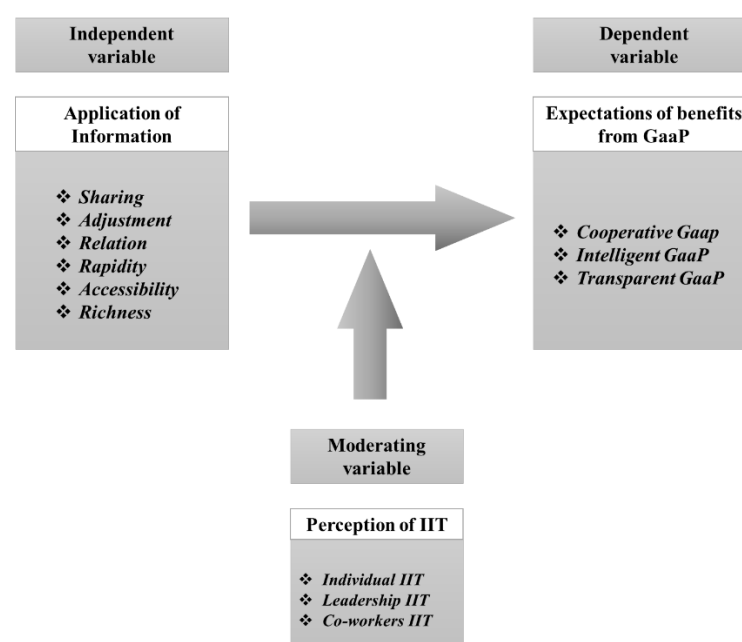 Independent
variable
Application of
Information
❖ Sharing
❖ Adjustment
❖ Relation
❖ Rapidity
❖ Accessibility
❖ Richness
Dependent
variable
Expectations of benefits
from GaaP
❖ Cooperative Gaap
❖ Intelligent GaaP
❖ Transparent GaaP
Moderating
variable
Perception of IIT
❖ Individual IIT
❖ Leadership IIT
❖ Co-workers IIT